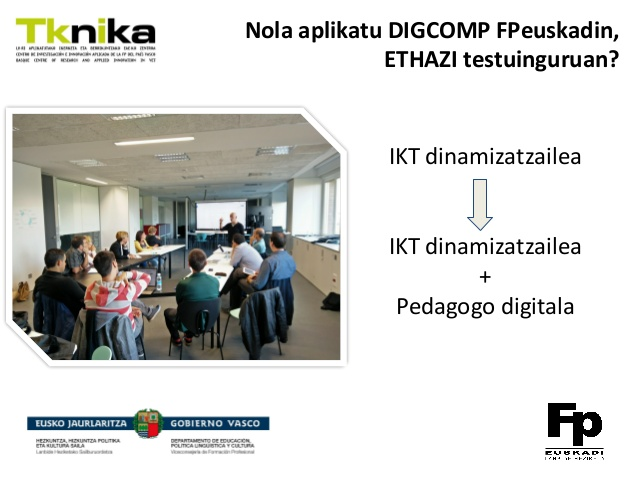 Tknika
LH-KO IKERKETA ETA BERRIKUNTZA ZENTROA
CENTRO DE INVESTIGACIÓN E INNOVACIÓN APLICADA DE LA FP DEL PAÍS VASCO
BASQUE CENTRE OF RESEARCH AND APPLIED INNOVATION IN VET
Nola aplikatu DIGCOMP FPeuskadin,
ETHAZI testuinguruan?
IKT dinamizatzailea
IKT dinamizatzailea
+
Pedagogo digitala
EUSKO JAURLARITZA GOBIERNO VASCO
HEZKUNTZA, HIZKUNTZA POLITIKA
ETA KULTURA SAILA
Lanbide Heziketako Sailburuordetza
DEPARTAMENTO DE EDUCACIÓN,
POLÍTICA LINGÜÍSTICA Y CULTURA
Viceconsejería de Formación Profesional
Fp
EUSKADI
LANBIDE HEZIKETA